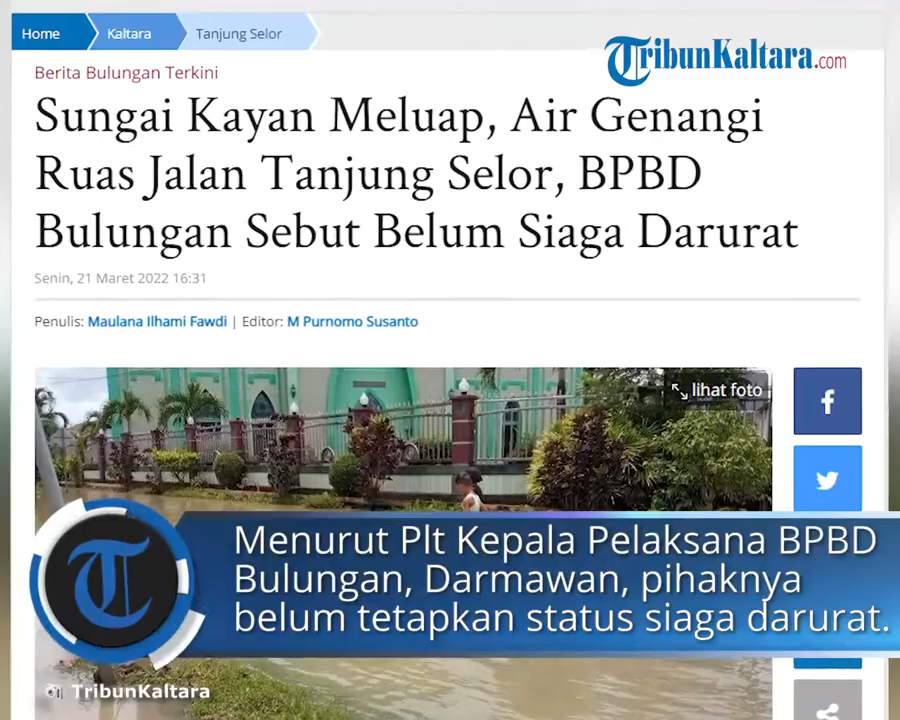 Home Kaltara Tanjung Selor
TribunKaltara.com
Berita Bulungan Terkini
Sungai Kayan Meluap, Air Genangi
Ruas Jalan Tanjung Selor, BPBD
Bulungan Sebut Belum Siaga Darurat
Senin, 21 Maret 2022 16:31
Penulis: Maulana Ilhami Fawdi | Editor: M Purnomo Susanto
lihat foto
Menurut Plt Kepala Pelaksana BPBD
Bulungan, Darmawan, pihaknya
belum tetapkan status siaga darurat.
TribunKaltara